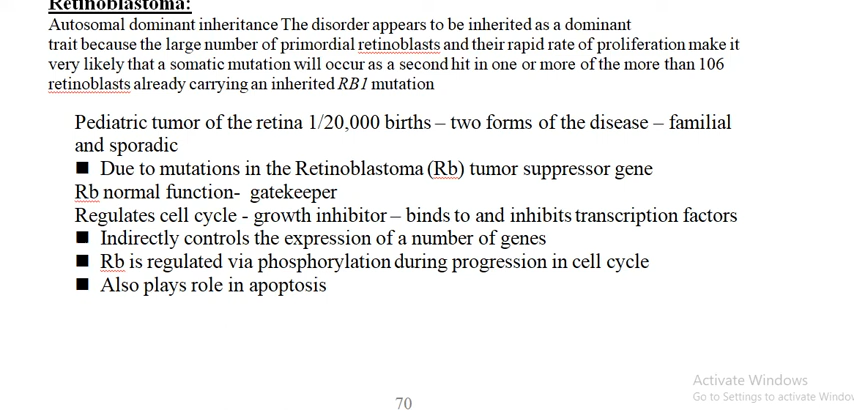 Retinoblastoma:
Autosomal dominant inheritance The disorder appears to be inherited as a dominant
trait because the large number of primordial retinoblasts and their rapid rate of proliferation make it
very likely that a somatic mutation will occur as a second hit in one or more of the more than 106
retinoblasts already carrying an inherited RB1 mutation
Pediatric tumor of the retina 1/20,000 births – two forms of the disease – familial
and sporadic
■ Due to mutations in the Retinoblastoma (Rb) tumor suppressor gene
Rb normal function- gatekeeper
Regulates cell cycle - growth inhibitor – binds to and inhibits transcription factors
■ Indirectly controls the expression of a number of genes
■ Rb is regulated via phosphorylation during progression in cell cycle
■ Also plays role in apoptosis
Activate Windows
Go to Settings to activate Window
70